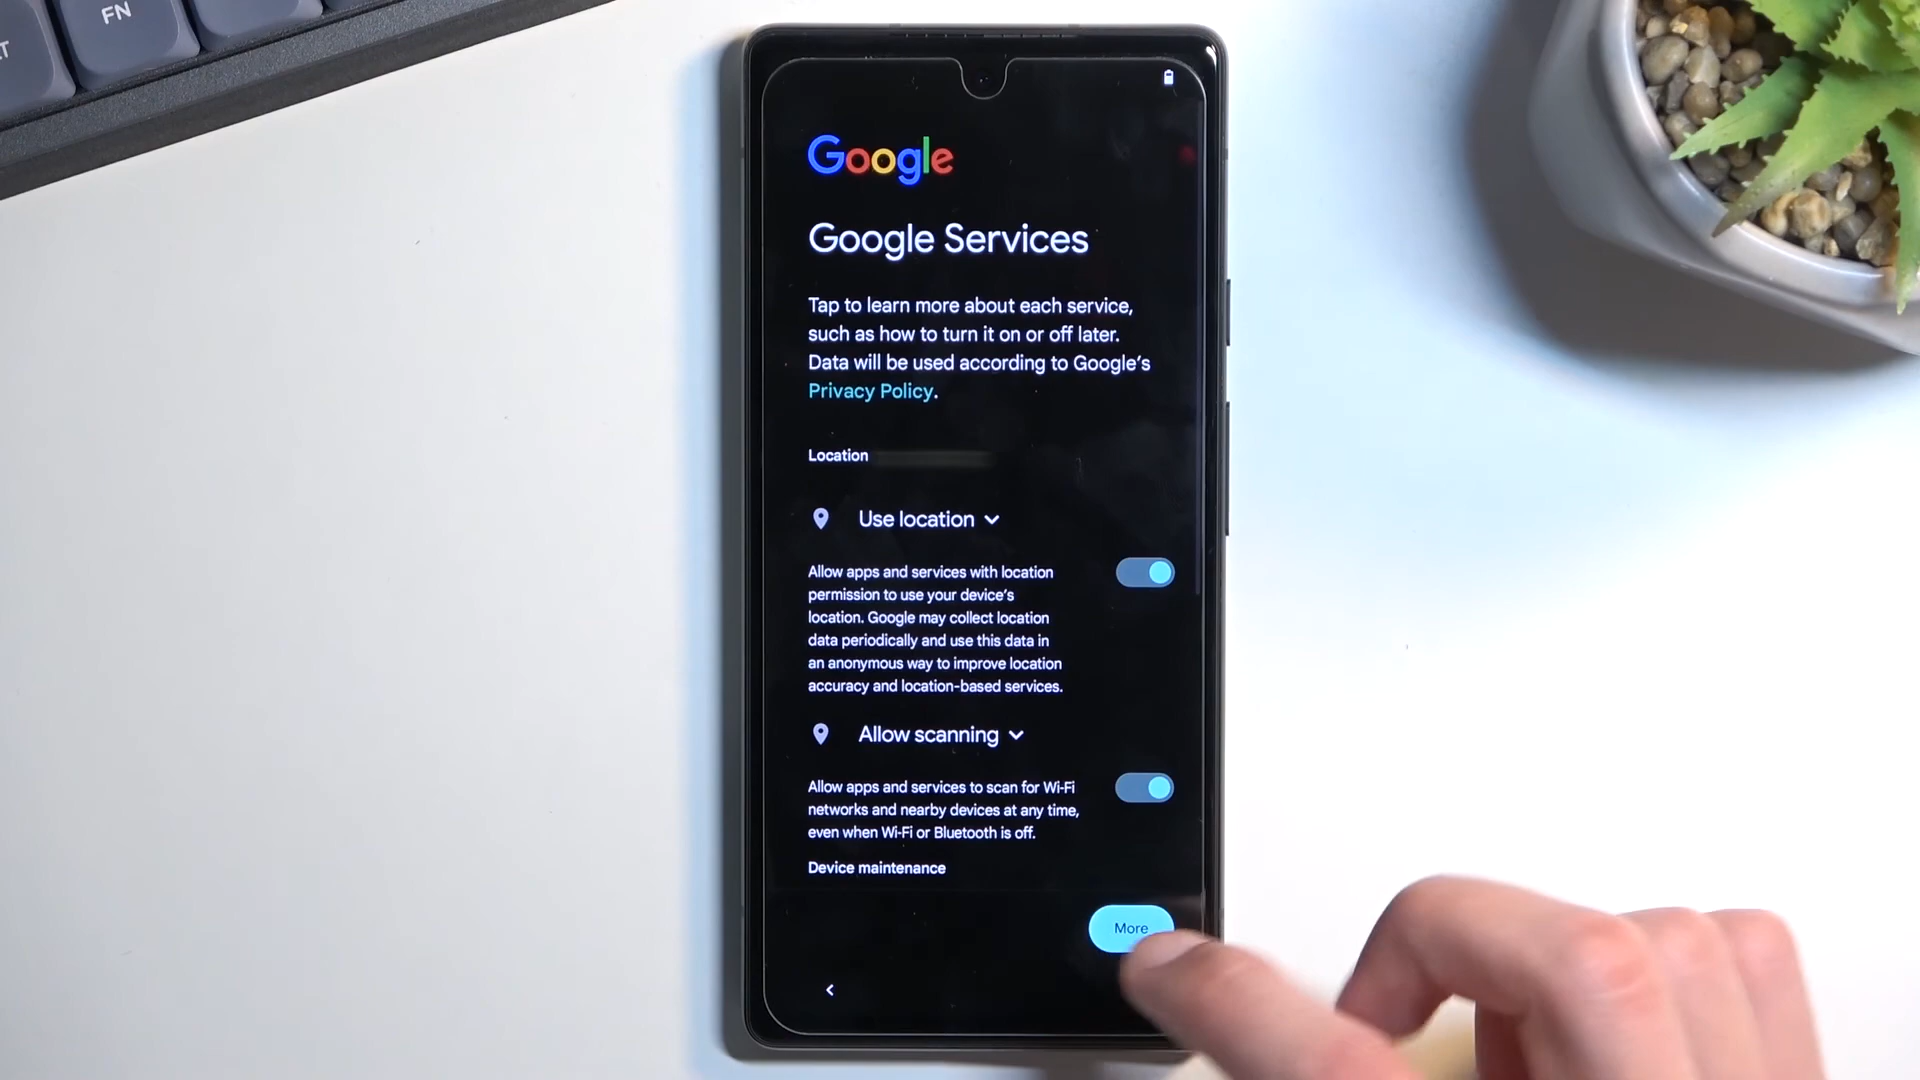 FN
Google
Google Services
Tap to learn more about each service,
such as how to turn it on or off later.
Data will be used according to Google's
Privacy Policy.
Location
Use location
Allow apps and services with location
permission to use your device's
location. Google may collect location
data periodically and use this data in
an anonymous way to improve location
accuracy and location-based services.
Allow scanning
Allow apps and services to scan for Wi-Fi
networks and nearby devices at any time,
even when Wi-Fi or Bluetooth is off.
Device maintenance
More